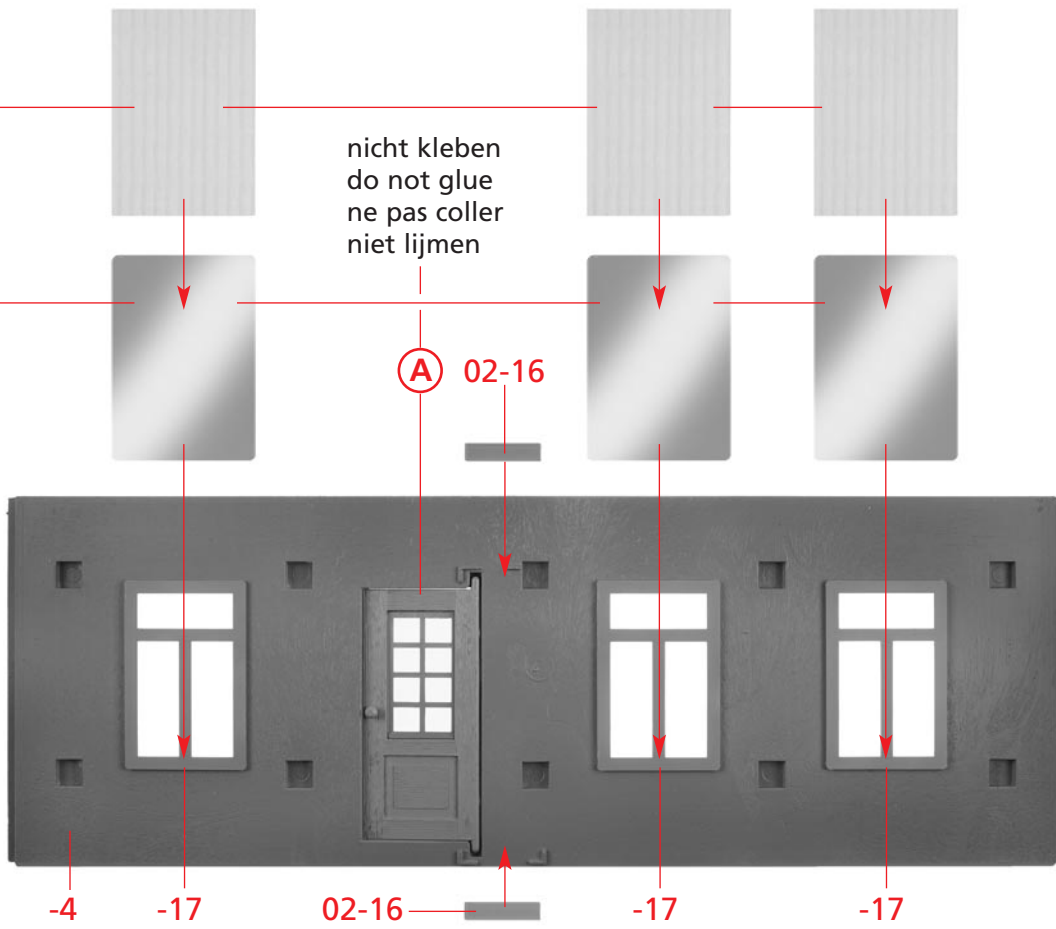 nicht kleben
do not glue
ne pas coller
niet lijmen
A 02-16
-4 -17 02-16 -17 -17